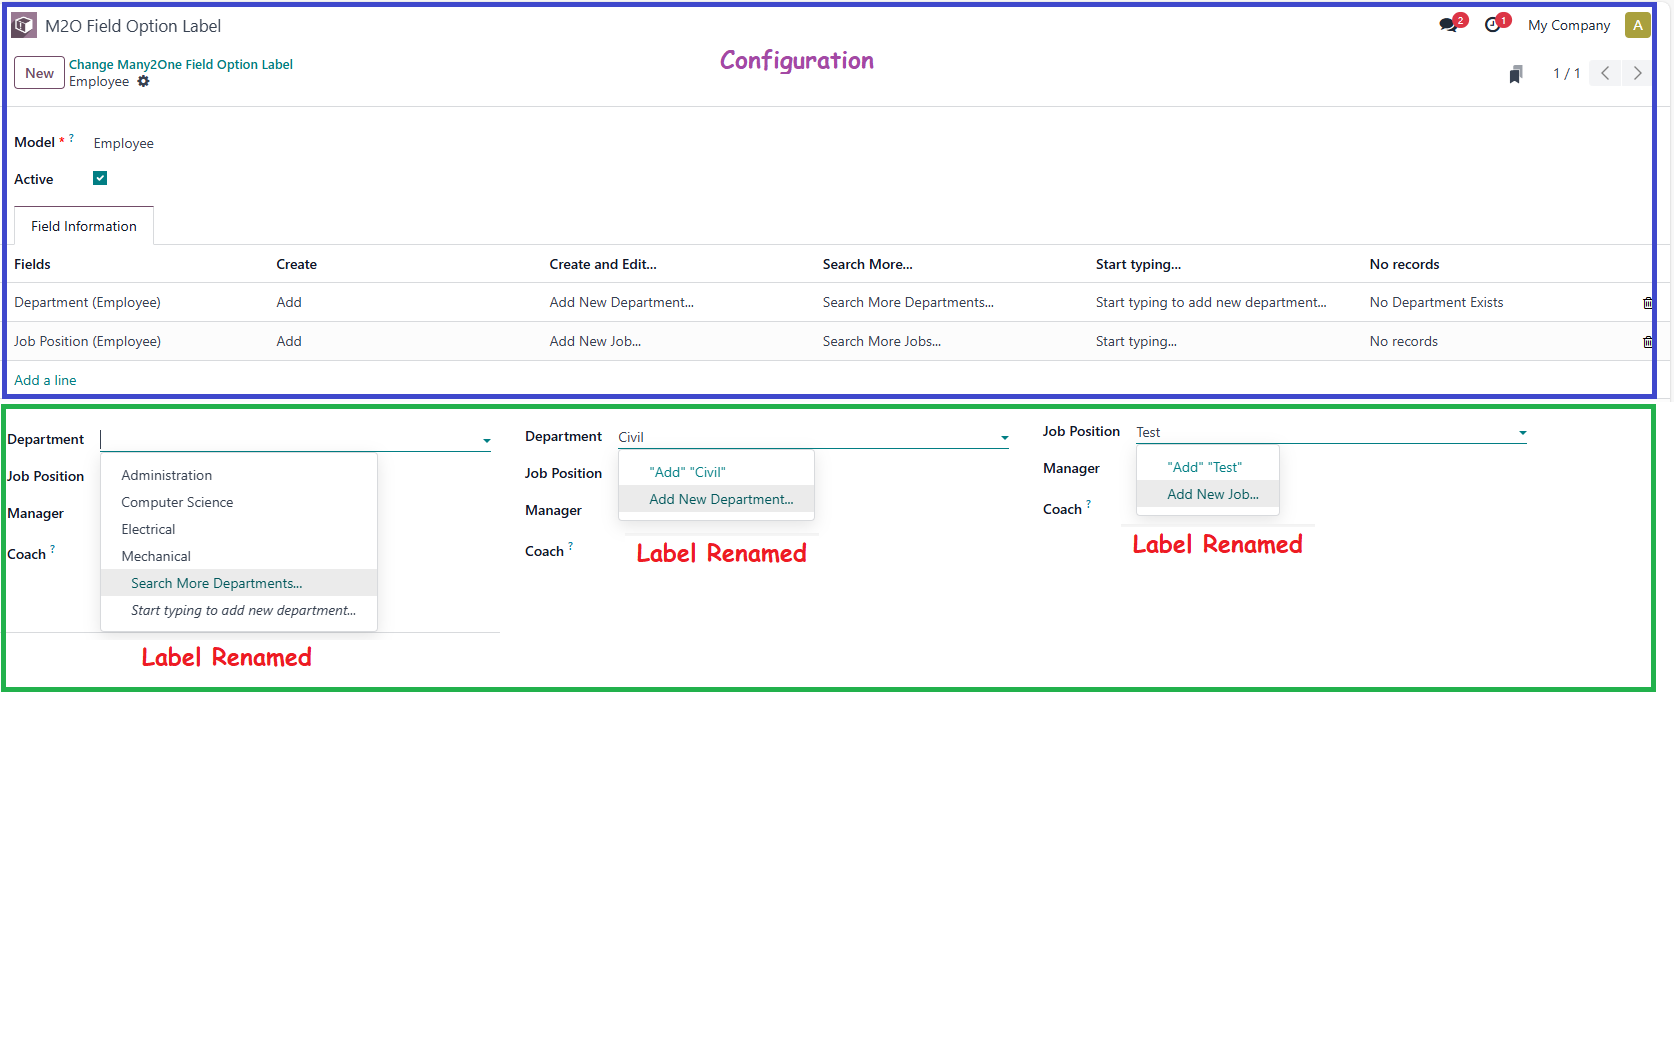 M2O Field Option Label
2 1 My Company A
Configuration
New Change Many2One Field Option Label
Employee
1 / 1
Model * ? Employee
Active
Field Information
Fields Create Create and Edit... Search More... Start typing... No records
Department (Employee) Add Add New Department... Search More Departments... Start typing to add new department... No Department Exists
Job Position (Employee) Add Add New Job... Search More Jobs... Start typing... No records
Add a line
Department
Job Position
Manager
Coach ?
Administration
Computer Science
Electrical
Mechanical
Search More Departments...
Start typing to add new department...
Label Renamed
Department Civil
Job Position
Manager
Coach ?
"Add" "Civil"
Add New Department...
Label Renamed
Job Position Test
Manager
Coach ?
"Add" "Test"
Add New Job...
Label Renamed